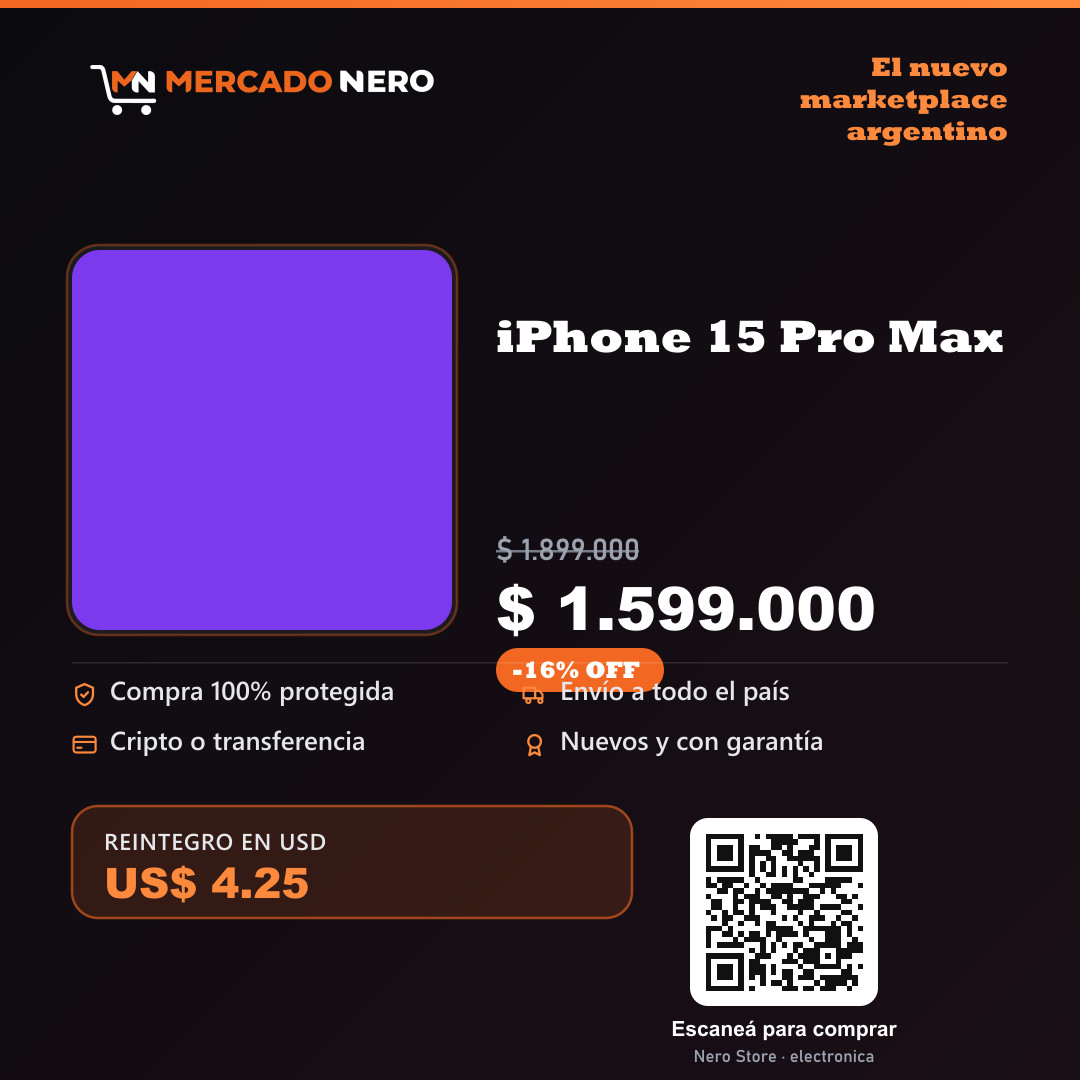 MN MERCADO NERO
El nuevo
marketplace
argentino
iPhone 15 Pro Max
$ 1.899.000
$ 1.599.000
-16% OFF
Compra 100% protegida
Envío a todo el país
Cripto o transferencia
Nuevos y con garantía
REINTEGRO EN USD
US$ 4.25
Escaneá para comprar
Nero Store · electronica